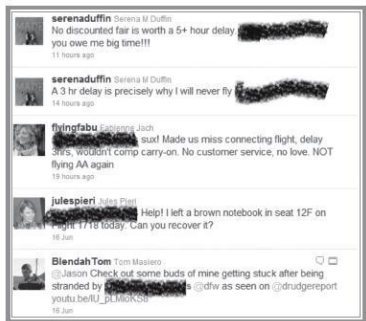 serenaduffin Serena M Duffin
No discounted fair is worth a 5+ hour delay.
you owe me big time!!!
11 hours ago
serenaduffin Serena M Duffin
A 3 hr delay is precisely why I will never fly
14 hours ago
flyingfabu Fabienne Jach
sux! Made us miss connecting flight, delay
3hrs, wouldn't comp carry-on. No customer service, no love. NOT
flying AA again
19 hours ago
julespieri Jules Pieri
Help! I left a brown notebook in seat 12F on
Flight 1718 today. Can you recover it?
16 Jun
BlendahTom Tom Masiero
@Jason Check out some buds of mine getting stuck after being
stranded by s @dfw as seen on @drudgereport
16 Jun